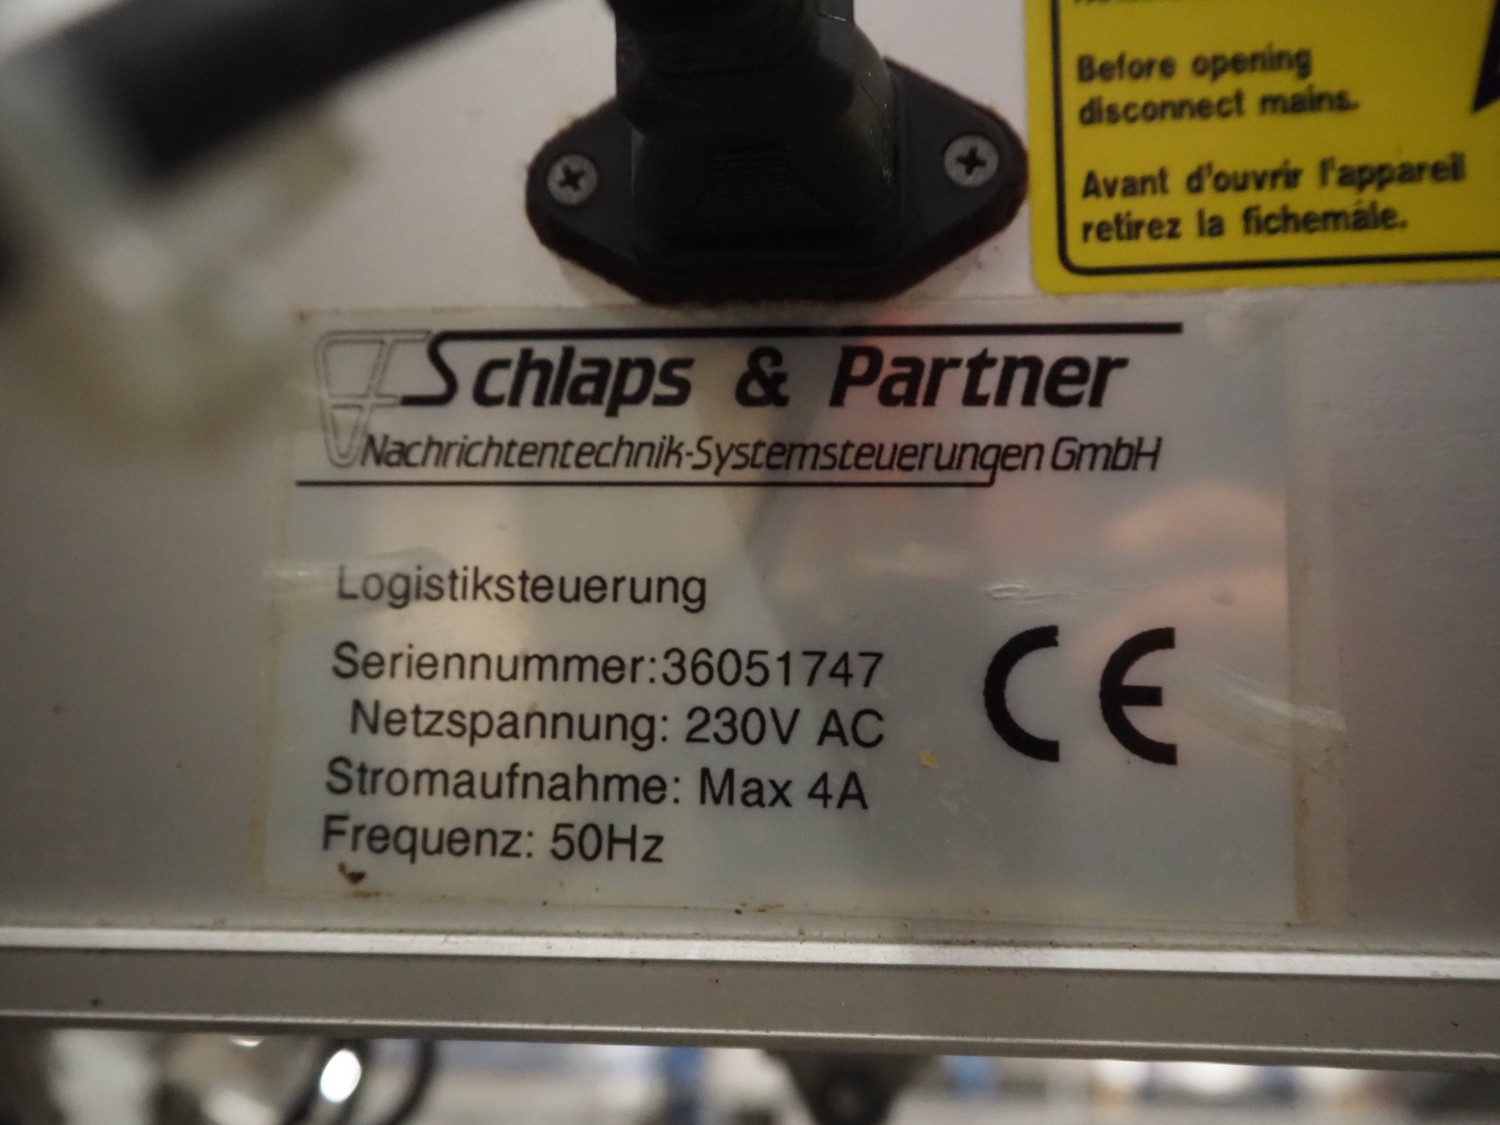 Before opening
disconnect mains.
Avant d'ouvrir l'appareil
retirez la fichemâle.
Schlaps & Partner
Nachrichtentechnik-Systemsteuerungen GmbH
Logistiksteuerung
Seriennummer:36051747
Netzspannung: 230V AC
Stromaufnahme: Max 4A
Frequenz: 50Hz
CE